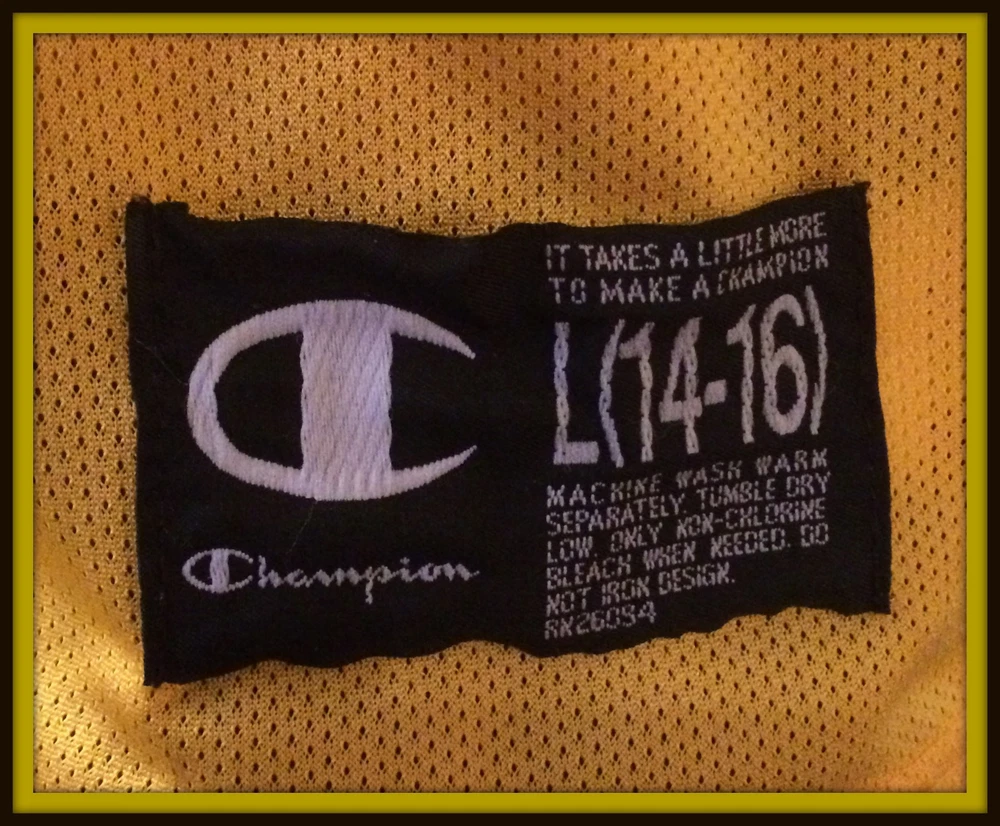 Champion
IT TAKES A LITTLE MORE
TO MAKE A CHAMPION
L(14-16)
MACHINE WASH WARM
SEPARATELY. TUMBLE DRY
LOW. ONLY NON-CHLORINE
BLEACH WHEN NEEDED. DO
NOT IRON DESIGN.
RN26094